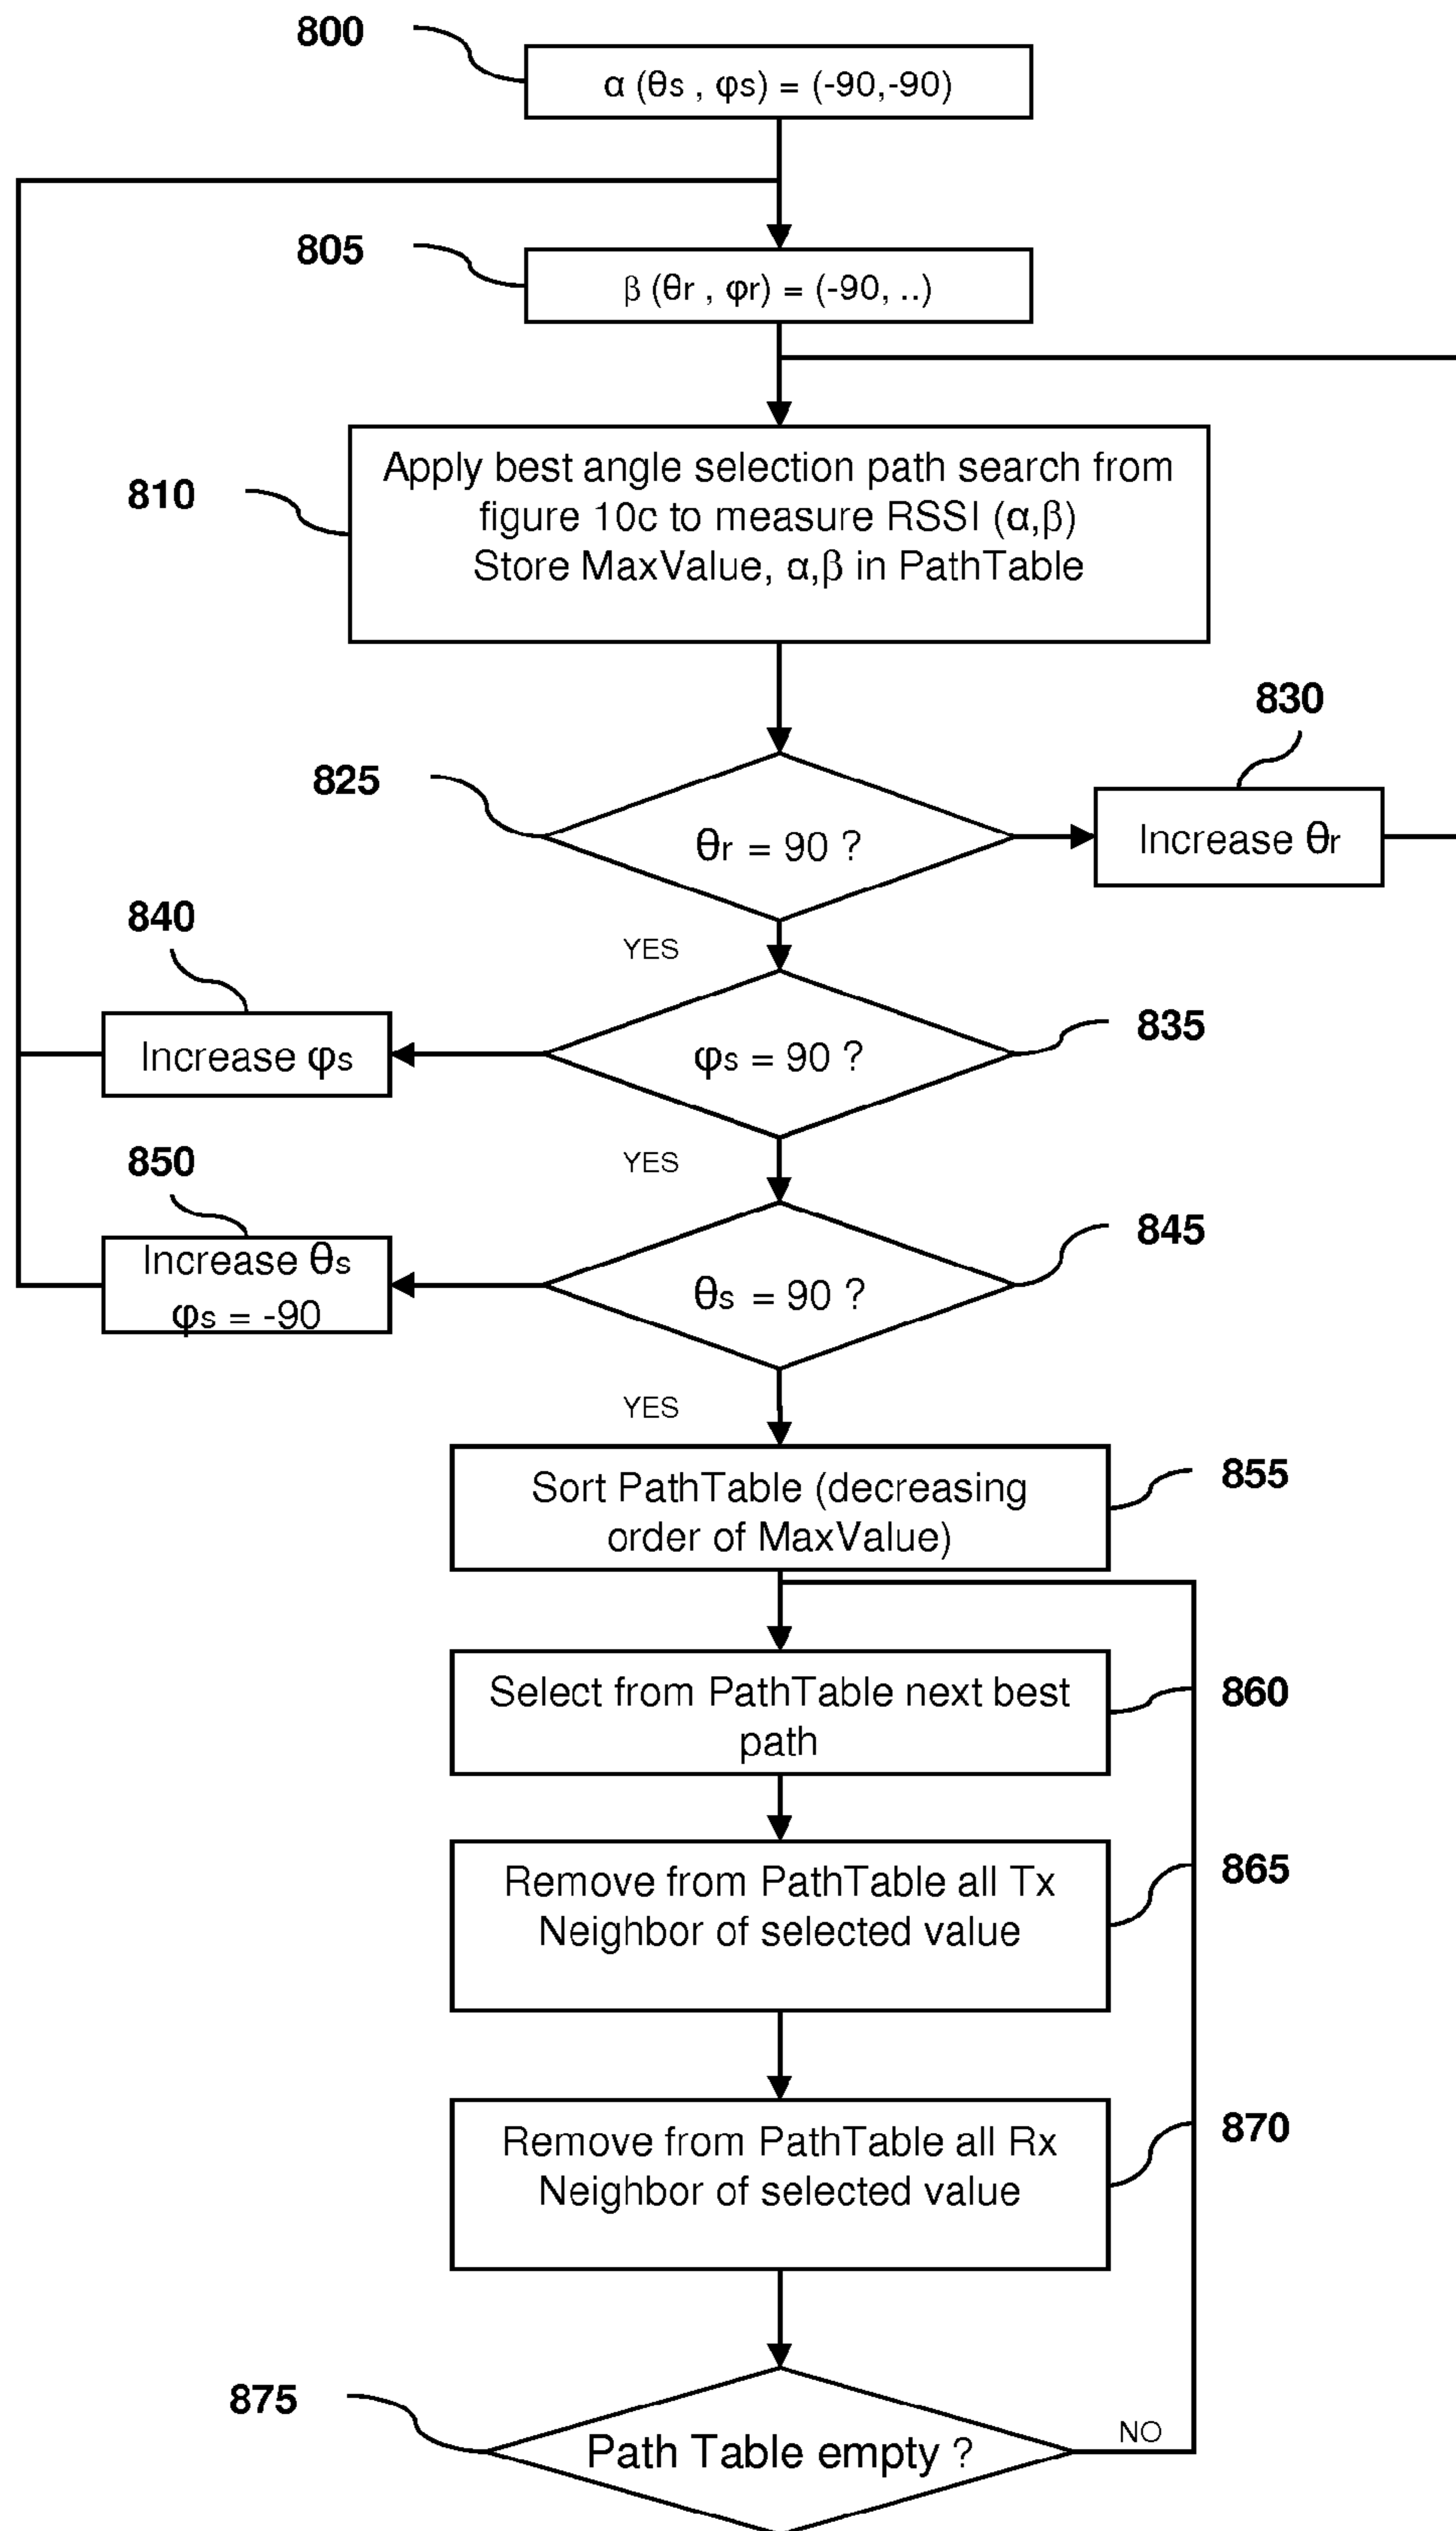 800
α (θs , φs) = (-90,-90)
805
β (θr , φr) = (-90, ..)
810
Apply best angle selection path search from
figure 10c to measure RSSI (α,β)
Store MaxValue, α,β in PathTable
830
825
θr = 90 ?
Increase θr
840
YES
835
Increase φs
φs = 90 ?
850
YES
845
Increase θs
φs = -90
θs = 90 ?
YES
855
Sort PathTable (decreasing
order of MaxValue)
860
Select from PathTable next best
path
865
Remove from PathTable all Tx
Neighbor of selected value
870
Remove from PathTable all Rx
Neighbor of selected value
875
NO
Path Table empty ?